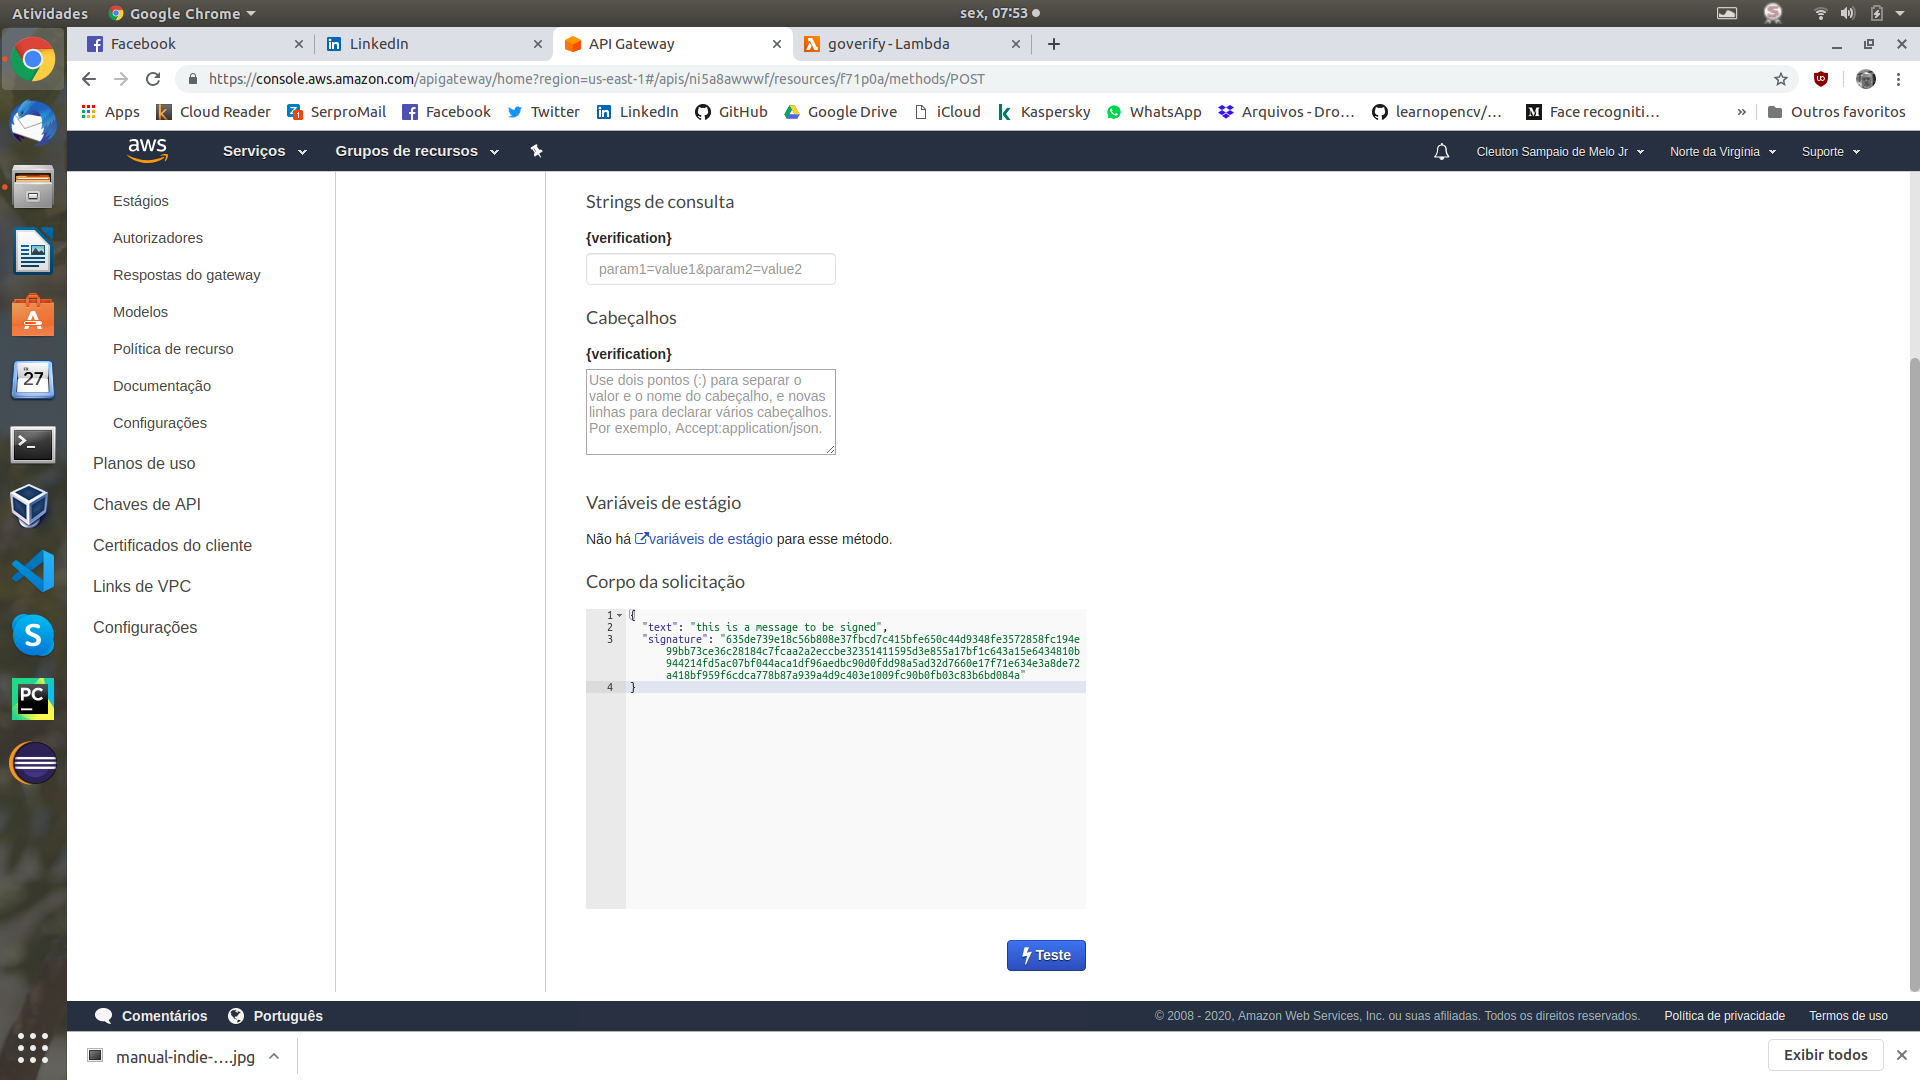 Atividades
Google Chrome
sex, 07:53
Facebook
LinkedIn
API Gateway
goverify - Lambda
https://console.aws.amazon.com/apigateway/home?region=us-east-1#/apis/ni5a8awwwf/resources/f71p0a/methods/POST
Apps
Cloud Reader
SerproMail
Facebook
Twitter
LinkedIn
GitHub
Google Drive
iCloud
Kaspersky
WhatsApp
Arquivos - Dro…
learnopencv/…
Face recogniti…
»
Outros favoritos
aws
Serviços
Grupos de recursos
Cleuton Sampaio de Melo Jr
Norte da Virgínia
Suporte
Estágios
Autorizadores
Respostas do gateway
Modelos
Política de recurso
Documentação
Configurações
Planos de uso
Chaves de API
Certificados do cliente
Links de VPC
Configurações
Strings de consulta
{verification}
param1=value1&param2=value2
Cabeçalhos
{verification}
Use dois pontos (:) para separar o
valor e o nome do cabeçalho, e novas
linhas para declarar vários cabeçalhos.
Por exemplo, Accept:application/json.
Variáveis de estágio
Não há variáveis de estágio para esse método.
Corpo da solicitação
1 {
2 "text": "this is a message to be signed",
3 "signature": "635de739e18c56b808e37fbcd7c415bfe650c44d9348fe3572858fc194e
99bb73ce36c28184c7fcaa2a2eccbe32351411595d3e855a17bf1c643a15e6434810b
944214fd5ac07bf044aca1df96aedbc90d0fdd98a5ad32d7660e17f71e634e3a8de72
a418bf959f6cdca778b87a939a4d9c403e1009fc90b0fb03c83b6bd084a"
4 }
Teste
Comentários
Português
© 2008 - 2020, Amazon Web Services, Inc. ou suas afiliadas. Todos os direitos reservados.
Política de privacidade
Termos de uso
manual-indie-....jpg
Exibir todos
27
PC